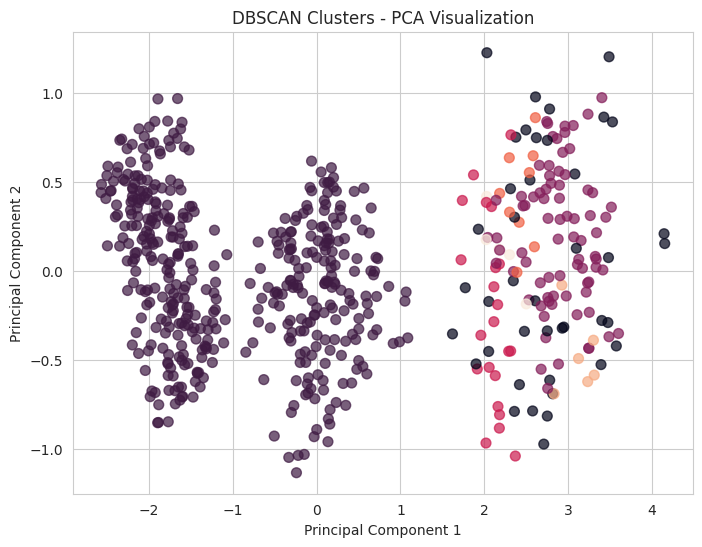 DBSCAN Clusters - PCA Visualization
Principal Component 2
1.0
0.5
0.0
−0.5
−1.0
−2 −1 0 1 2 3 4
Principal Component 1